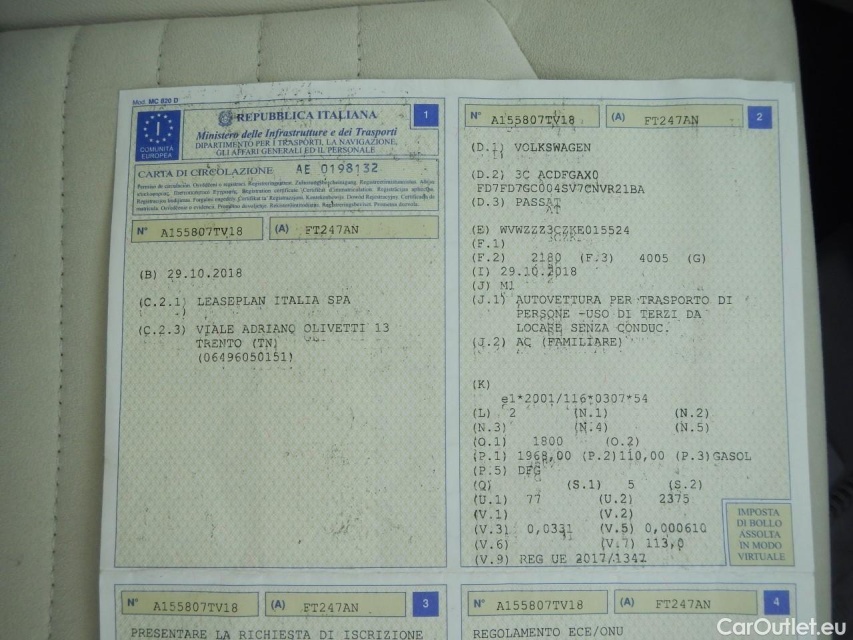 Mod. MC 820 D
I
COMUNITÀ
EUROPEA
REPUBBLICA ITALIANA
1
Ministero delle Infrastrutture e dei Trasporti
DIPARTIMENTO PER I TRASPORTI, LA NAVIGAZIONE,
GLI AFFARI GENERALI ED IL PERSONALE
CARTA DI CIRCOLAZIONE AE 0198132
N° A155807TV18 (A) FT247AN
(B) 29.10.2018
(C.2.1) LEASEPLAN ITALIA SPA
(C.2.3) VIALE ADRIANO OLIVETTI 13
TRENTO (TN)
(06496050151)
N° A155807TV18 (A) FT247AN 2
(D.1) VOLKSWAGEN
(D.2) 3C ACDFGAX0
FD7FD7GC004SV7CNVR21BA
(D.3) PASSAT
(E) WVWZZZ3CZKE015524
(F.1)
(F.2) 2180 (F.3) 4005 (G)
(I) 29.10.2018
(J) M1
(J.1) AUTOVETTURA PER TRASPORTO DI
PERSONE -USO DI TERZI DA
LOCARE SENZA CONDUC.
(J.2) AC (FAMILIARE)
(K)
e1*2001/116*0307*54
(L) 2 (N.1) (N.2)
(N.3) (N.4) (N.5)
(O.1) 1800 (O.2)
(P.1) 1968,00 (P.2)110,00 (P.3)GASOL
(P.5) DFG
(Q) (S.1) 5 (S.2)
(U.1) 77 (U.2) 2375
(V.1) (V.2)
(V.3) 0,0331 (V.5) 0,000610
(V.6) (V.7) 113,0
(V.9) REG UE 2017/1347
IMPOSTA
DI BOLLO
ASSOLTA
IN MODO
VIRTUALE
N° A155807TV18 (A) FT247AN 3
PRESENTARE LA RICHIESTA DI ISCRIZIONE
N° A155807TV18 (A) FT247AN 4
REGOLAMENTO ECE/ONU
CarOutlet.eu